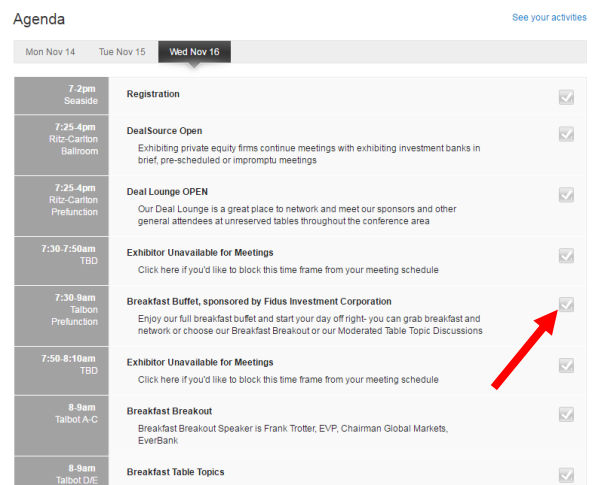 Agenda
See your activities
Mon Nov 14 Tue Nov 15 Wed Nov 16
7-2pm
Seaside
Registration
7:25-4pm
Ritz-Carlton
Ballroom
DealSource Open
Exhibiting private equity firms continue meetings with exhibiting investment banks in
brief, pre-scheduled or impromptu meetings
7:25-4pm
Ritz-Carlton
Prefunction
Deal Lounge OPEN
Our Deal Lounge is a great place to network and meet our sponsors and other
general attendees at unreserved tables throughout the conference area
7:30-7:50am
TBD
Exhibitor Unavailable for Meetings
Click here if you'd like to block this time frame from your meeting schedule
7:30-9am
Talbon
Prefunction
Breakfast Buffet, sponsored by Fidus Investment Corporation
Enjoy our full breakfast buffet and start your day off right- you can grab breakfast and
network or choose our Breakfast Breakout or our Moderated Table Topic Discussions
7:50-8:10am
TBD
Exhibitor Unavailable for Meetings
Click here if you'd like to block this time frame from your meeting schedule
8-9am
Talbot A-C
Breakfast Breakout
Breakfast Breakout Speaker is Frank Trotter, EVP, Chairman Global Markets,
EverBank
8-9am
Talbot D/E
Breakfast Table Topics